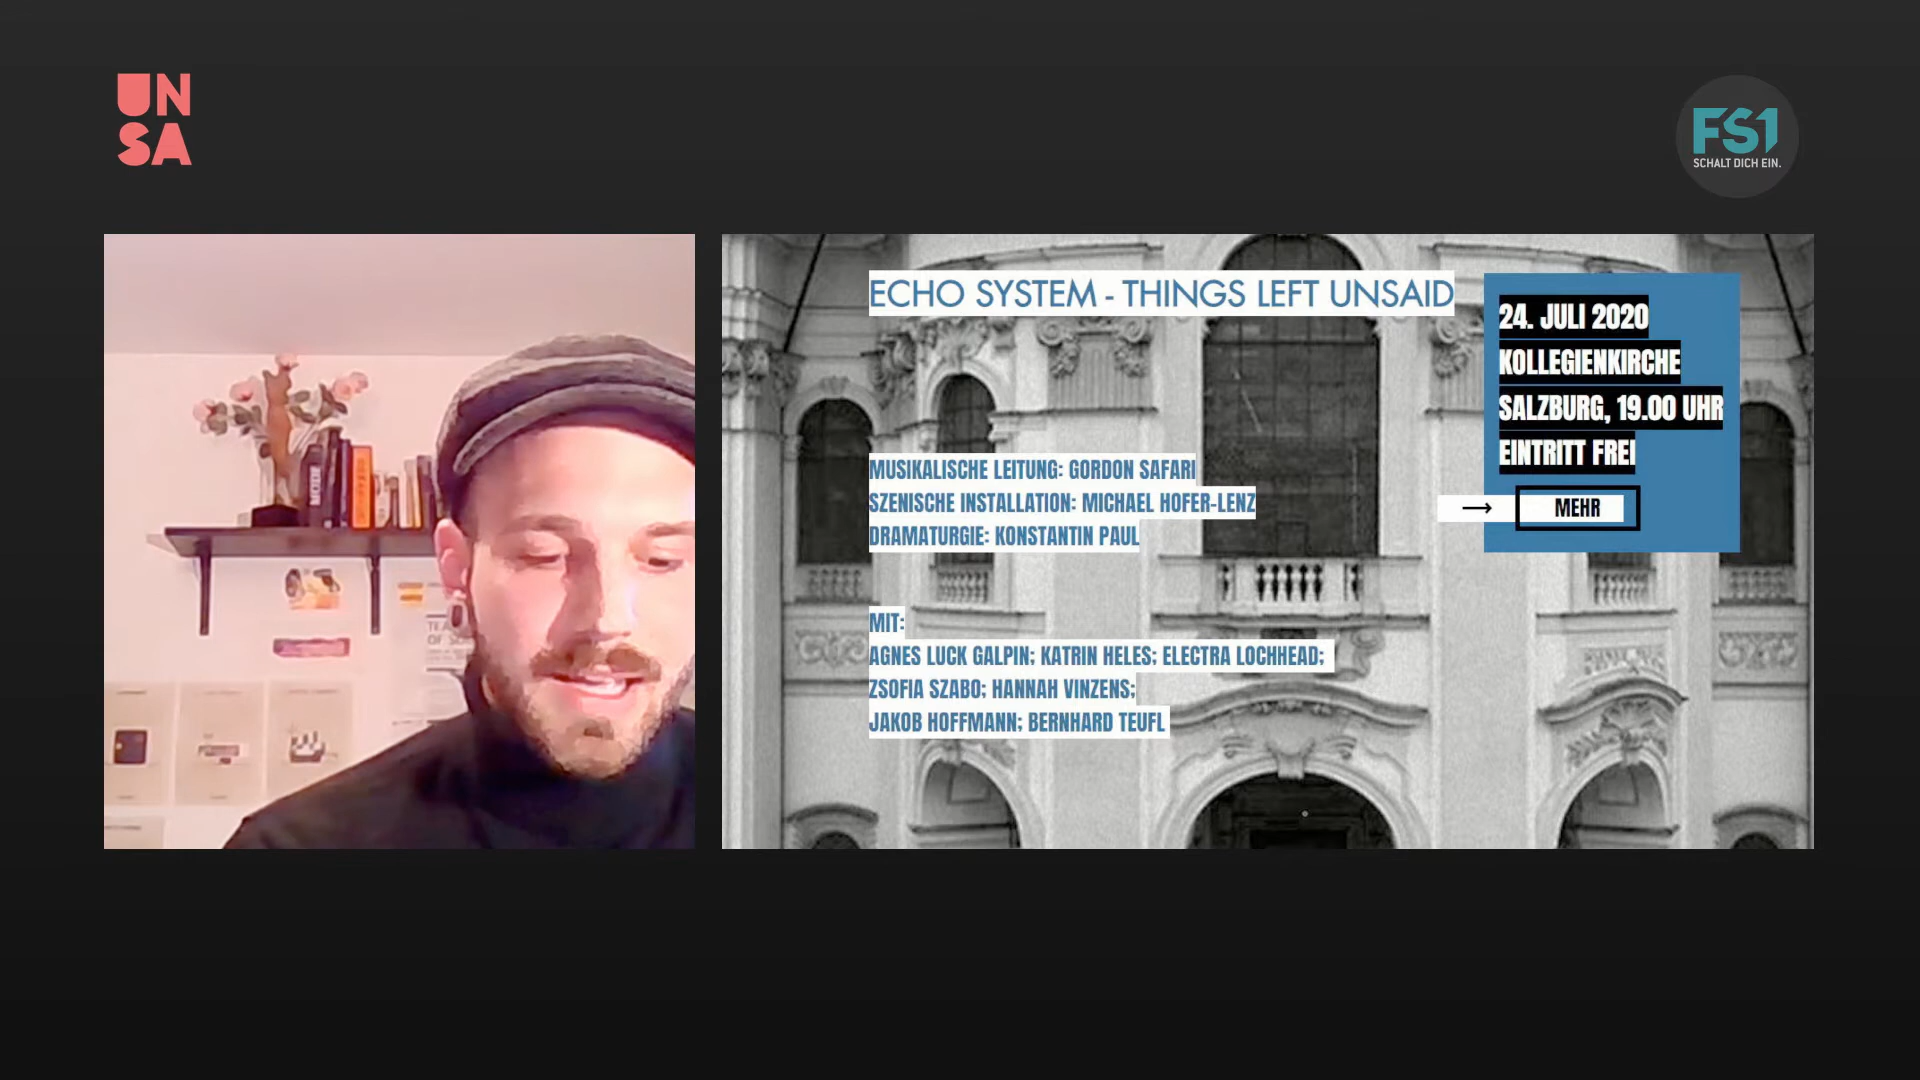 UN
SA
FS1
SCHALT DICH EIN.
MODE
ECHO SYSTEM - THINGS LEFT UNSAID
24. JULI 2020
KOLLEGIENKIRCHE
SALZBURG, 19.00 UHR
EINTRITT FREI
→ MEHR
MUSIKALISCHE LEITUNG: GORDON SAFARI
SZENISCHE INSTALLATION: MICHAEL HOFER-LENZ
DRAMATURGIE: KONSTANTIN PAUL
MIT:
AGNES LUCK GALPIN; KATRIN HELES; ELECTRA LOCHHEAD;
ZSOFIA SZABO; HANNAH VINZENS;
JAKOB HOFFMANN; BERNHARD TEUFL